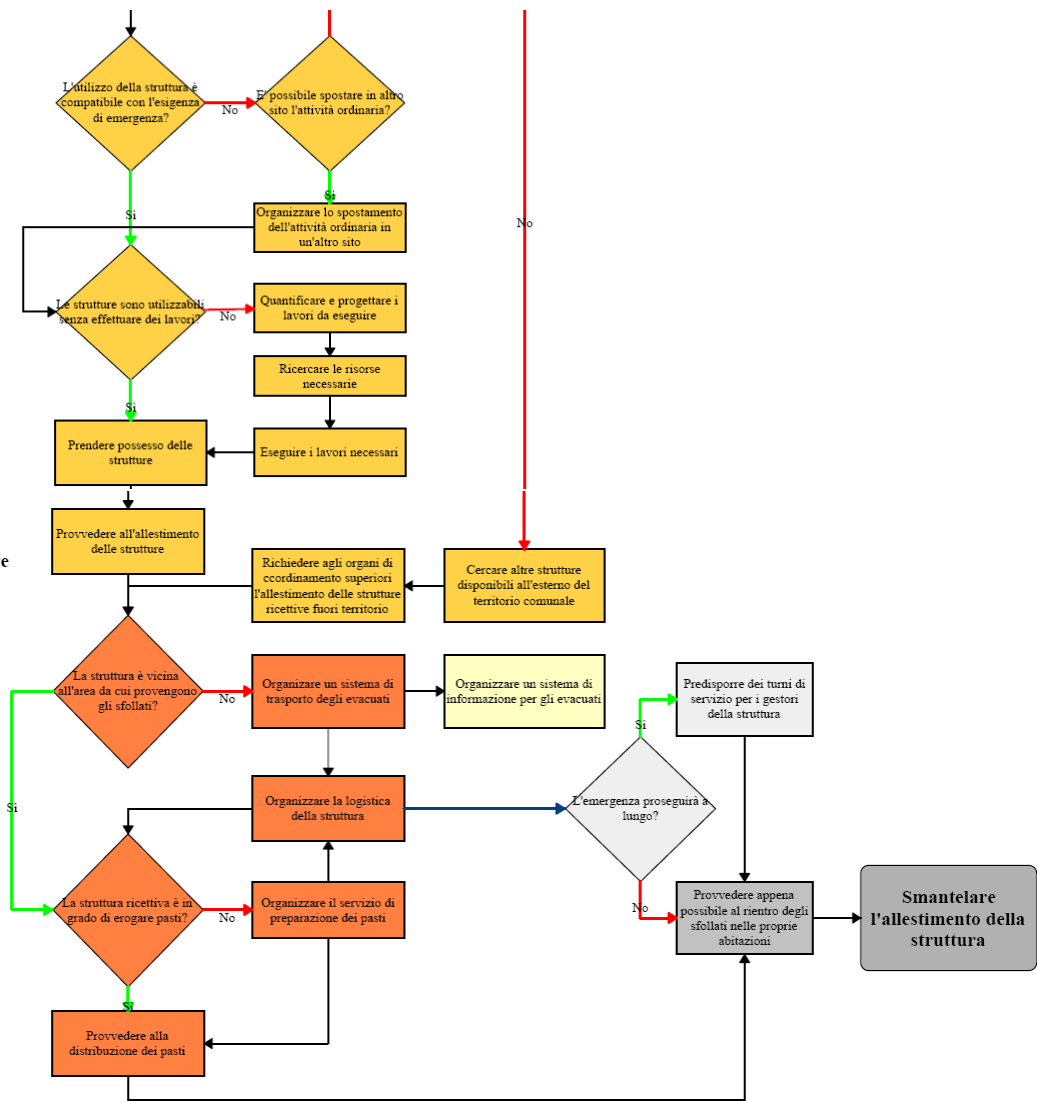 L'utilizzo della struttura è
compatibile con l'esigenza
di emergenza?
No
E' possibile spostare in altro
sito l'attività ordinaria?
Si
Si
Organizzare lo spostamento
dell'attività ordinaria in
un'altro sito
No
Le strutture sono utilizzabili
senza effettuare dei lavori?
No
Quantificare e progettare i
lavori da eseguire
Ricercare le risorse
necessarie
Si
Prendere possesso delle
strutture
Eseguire i lavori necessari
Provvedere all'allestimento
delle strutture
re
Richiedere agli organi di
ccordinamento superiori
l'allestimento delle strutture
ricettive fuori territorio
Cercare altre strutture
disponibili all'esterno del
territorio comunale
La struttura è vicina
all'area da cui provengono
gli sfollati?
No
Organizare un sistema di
trasporto degli evacuati
Organizzare un sistema di
informazione per gli evacuati
Predisporre dei turni di
servizio per i gestori
della struttura
Si
Si
Organizzare la logistica
della struttura
L'emergenza proseguirà a
lungo?
La struttura ricettiva è in
grado di erogare pasti?
No
Organizzare il servizio di
preparazione dei pasti
No
Provvedere appena
possibile al rientro degli
sfollati nelle proprie
abitazioni
Smantelare
l'allestimento della
struttura
Si
Provvedere alla
distribuzione dei pasti